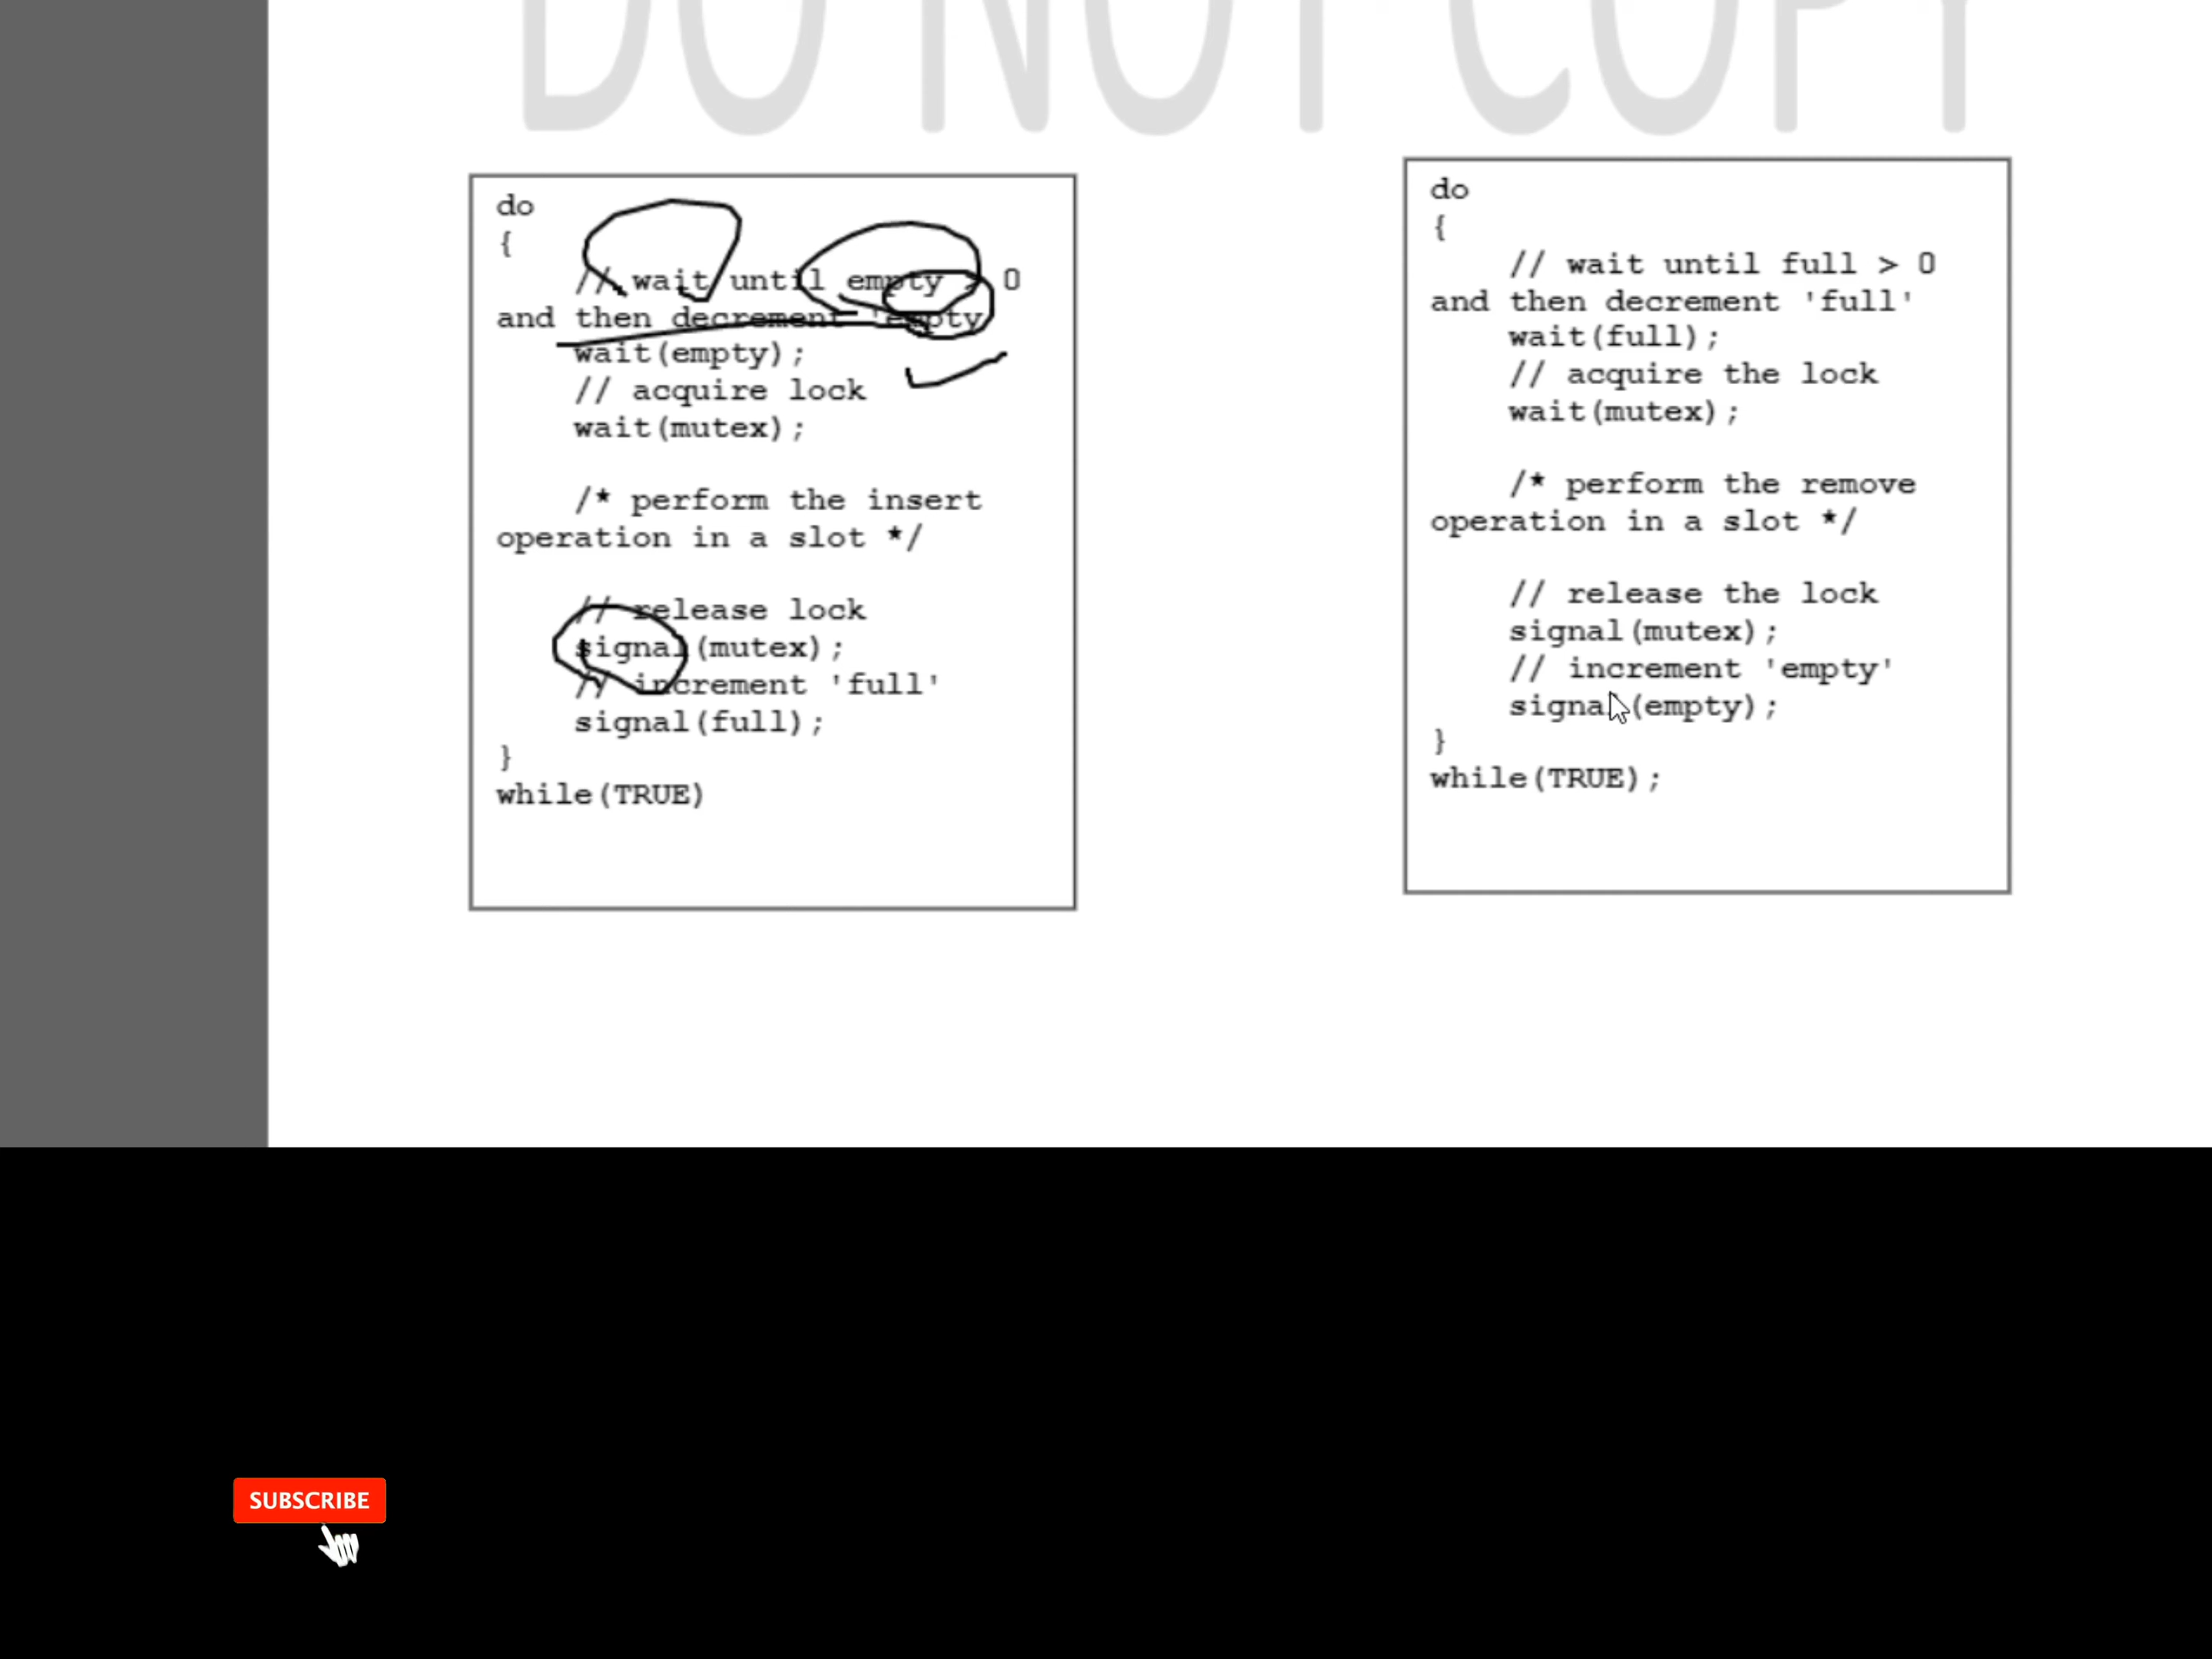 DO NOT COPY
do
{
// wait until empty > 0
and then decrement 'empty
wait(empty);
// acquire lock
wait(mutex);
/* perform the insert
operation in a slot */
// release lock
signal(mutex);
// increment 'full'
signal(full);
}
while(TRUE)
do
{
// wait until full > 0
and then decrement 'full'
wait(full);
// acquire the lock
wait(mutex);
/* perform the remove
operation in a slot */
// release the lock
signal(mutex);
// increment 'empty'
signal(empty);
}
while(TRUE);
SUBSCRIBE